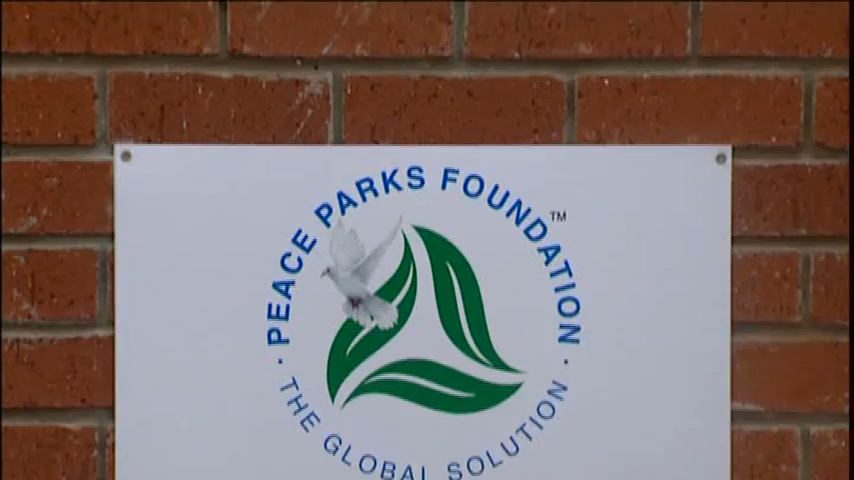 · PEACE PARKS FOUNDATION ·
™
THE GLOBAL SOLUTION